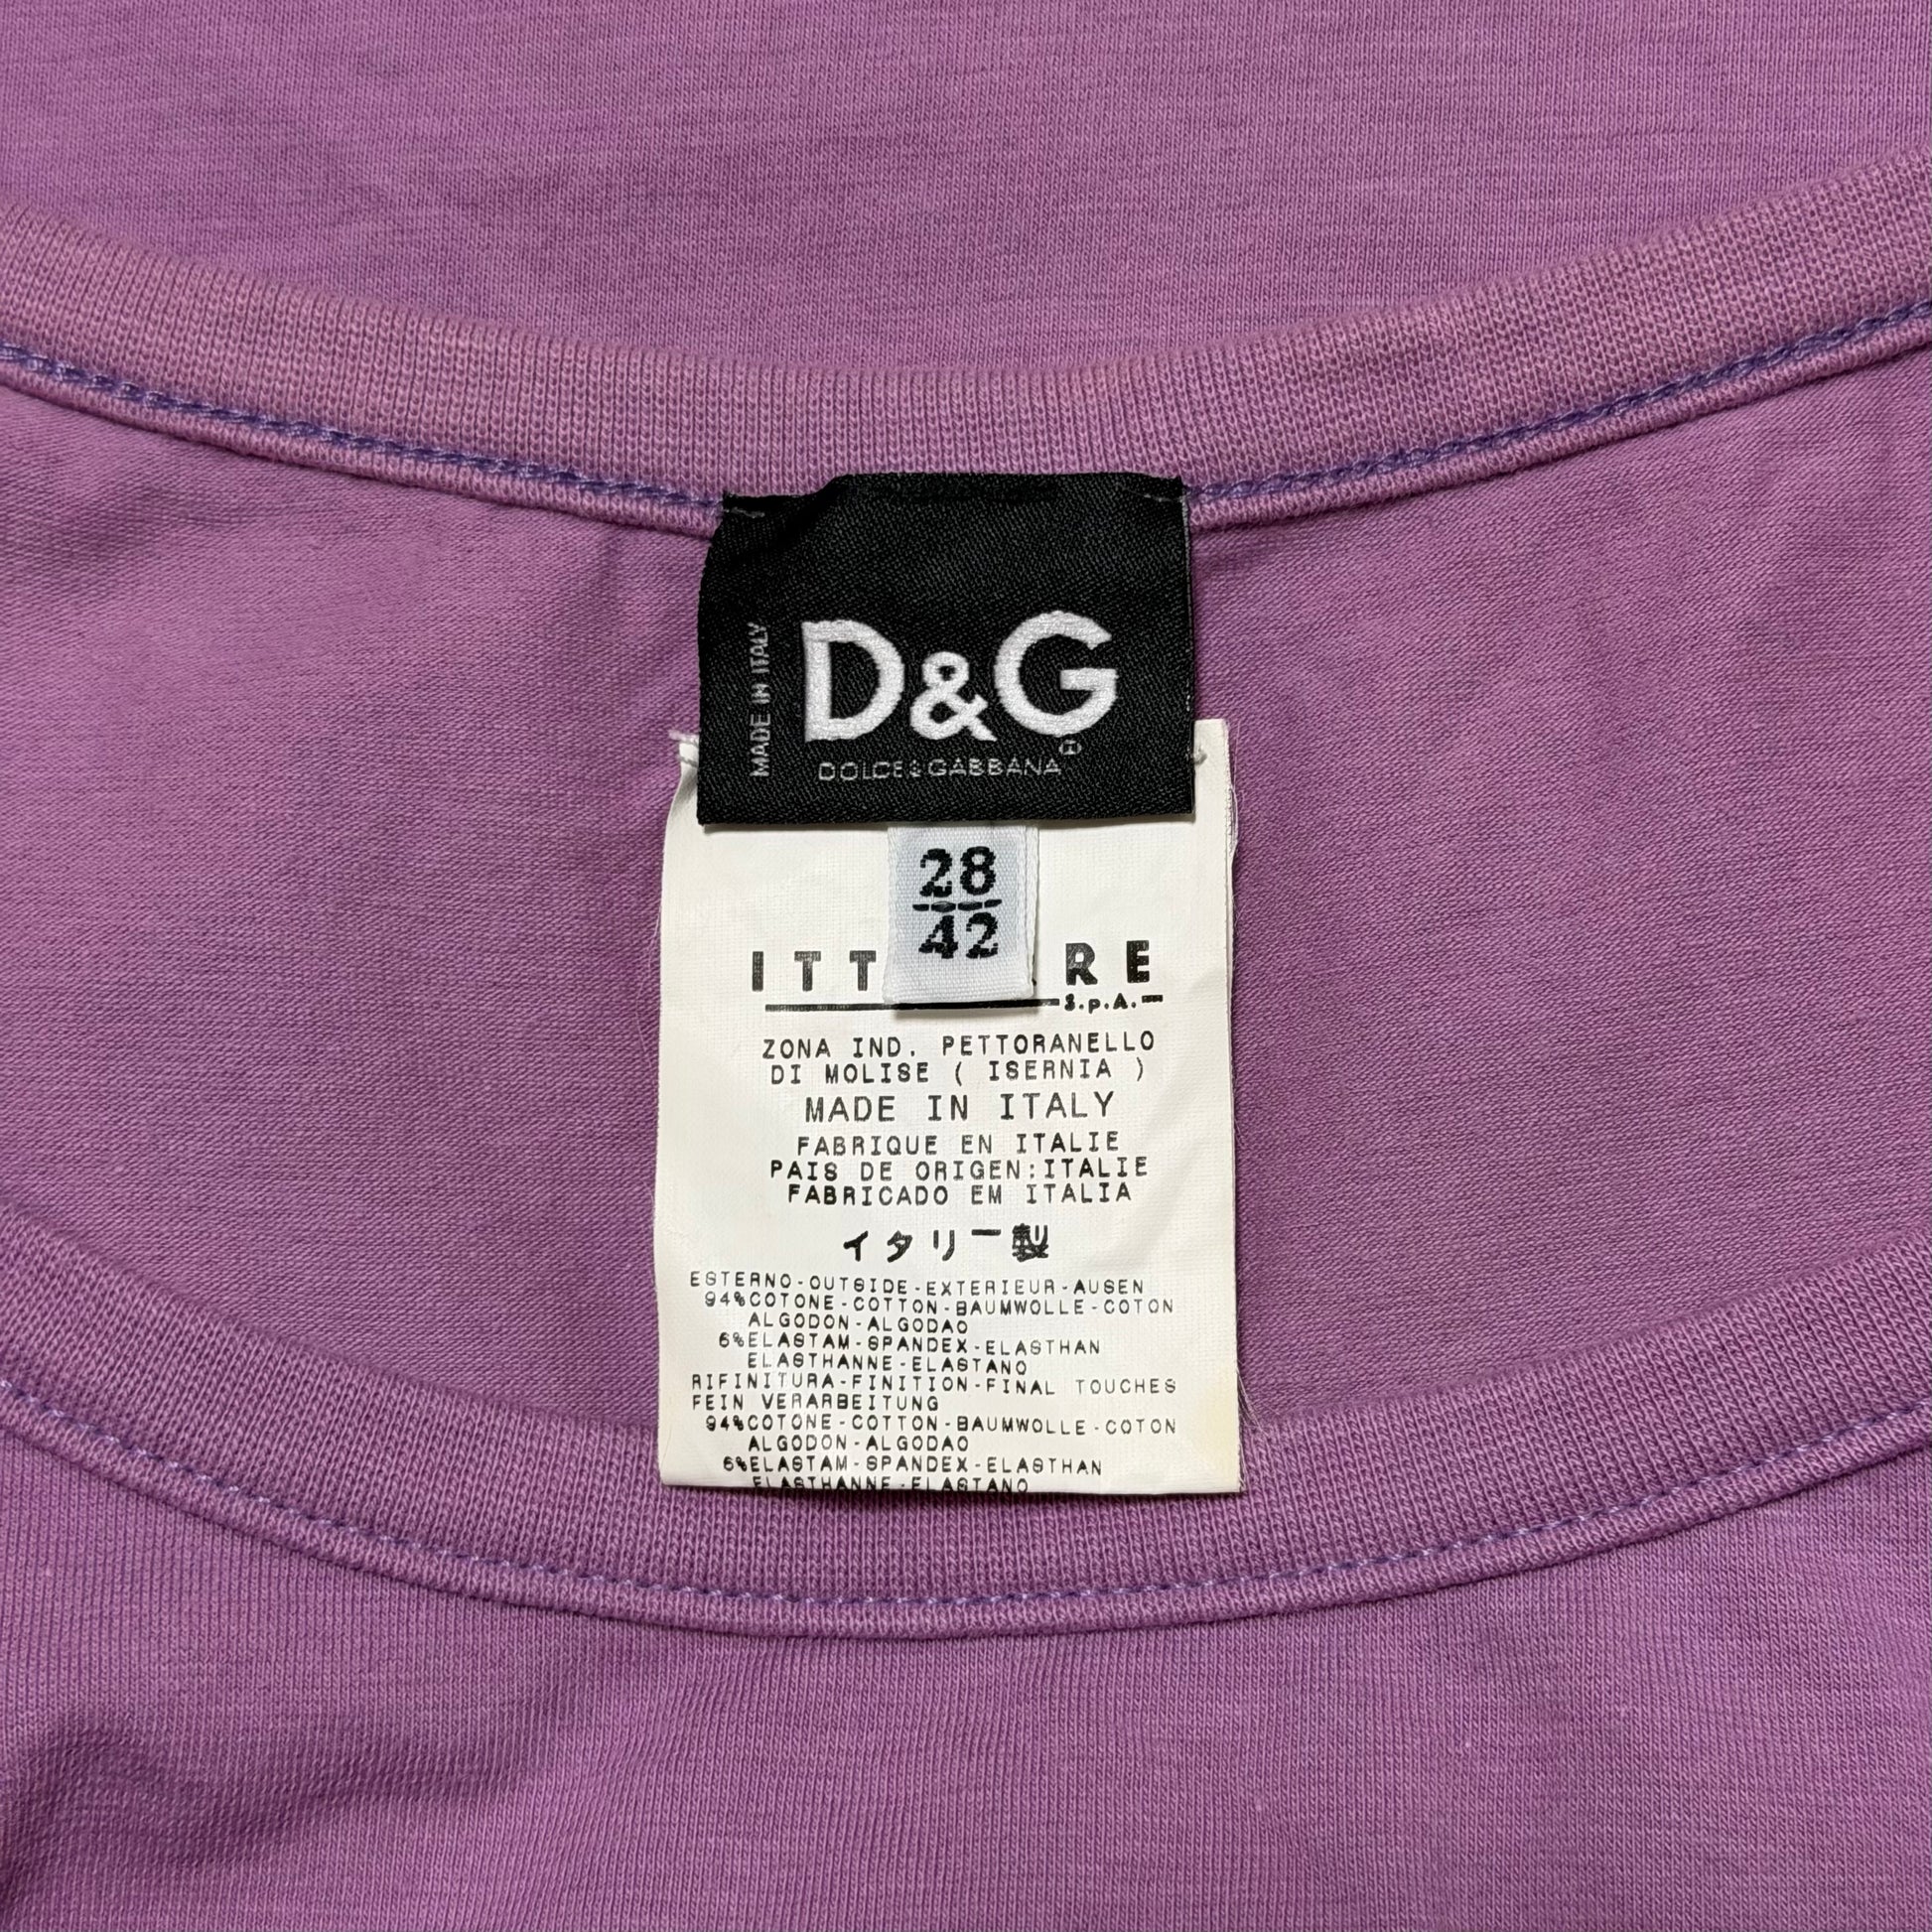 MADE IN ITALY
D&G
DOLCE&GABBANA
28
42
ITT RE
S.p.A.
ZONA IND. PETTORANELLO
DI MOLISE ( ISERNIA )
MADE IN ITALY
FABRIQUE EN ITALIE
PAIS DE ORIGEN:ITALIE
FABRICADO EM ITALIA
イタリー製
ESTERNO-OUTSIDE-EXTERIEUR-AUSEN
94%COTONE-COTTON-BAUMWOLLE-COTON
ALGODON-ALGODAO
6%ELASTAM-SPANDEX-ELASTHAN
ELASTHANNE-ELASTANO
RIFINITURA-FINITION-FINAL TOUCHES
FEIN VERARBEITUNG
94%COTONE-COTTON-BAUMWOLLE-COTON
ALGODON-ALGODAO
6%ELASTAM-SPANDEX-ELASTHAN
ELASTHANNE-ELASTANO